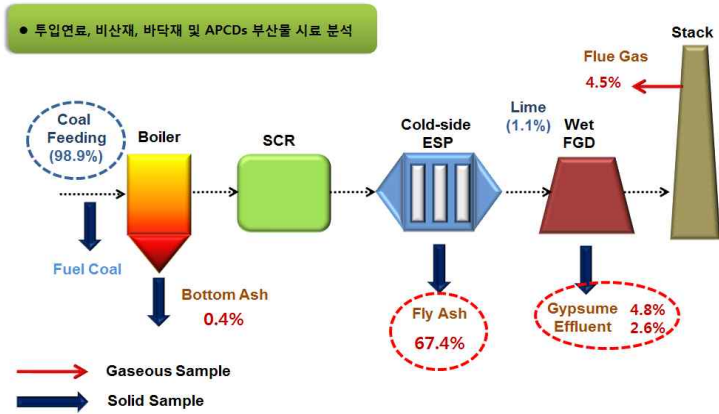 ● 투입연료, 비산재, 바닥재 및 APCDs 부산물 시료 분석
Stack
Flue Gas
4.5%
Coal
Feeding
(98.9%)
Boiler
SCR
Cold-side
ESP
Lime
(1.1%)
Wet
FGD
Fuel Coal
Bottom Ash
0.4%
Fly Ash
67.4%
Gypsume 4.8%
Effluent 2.6%
Gaseous Sample
Solid Sample